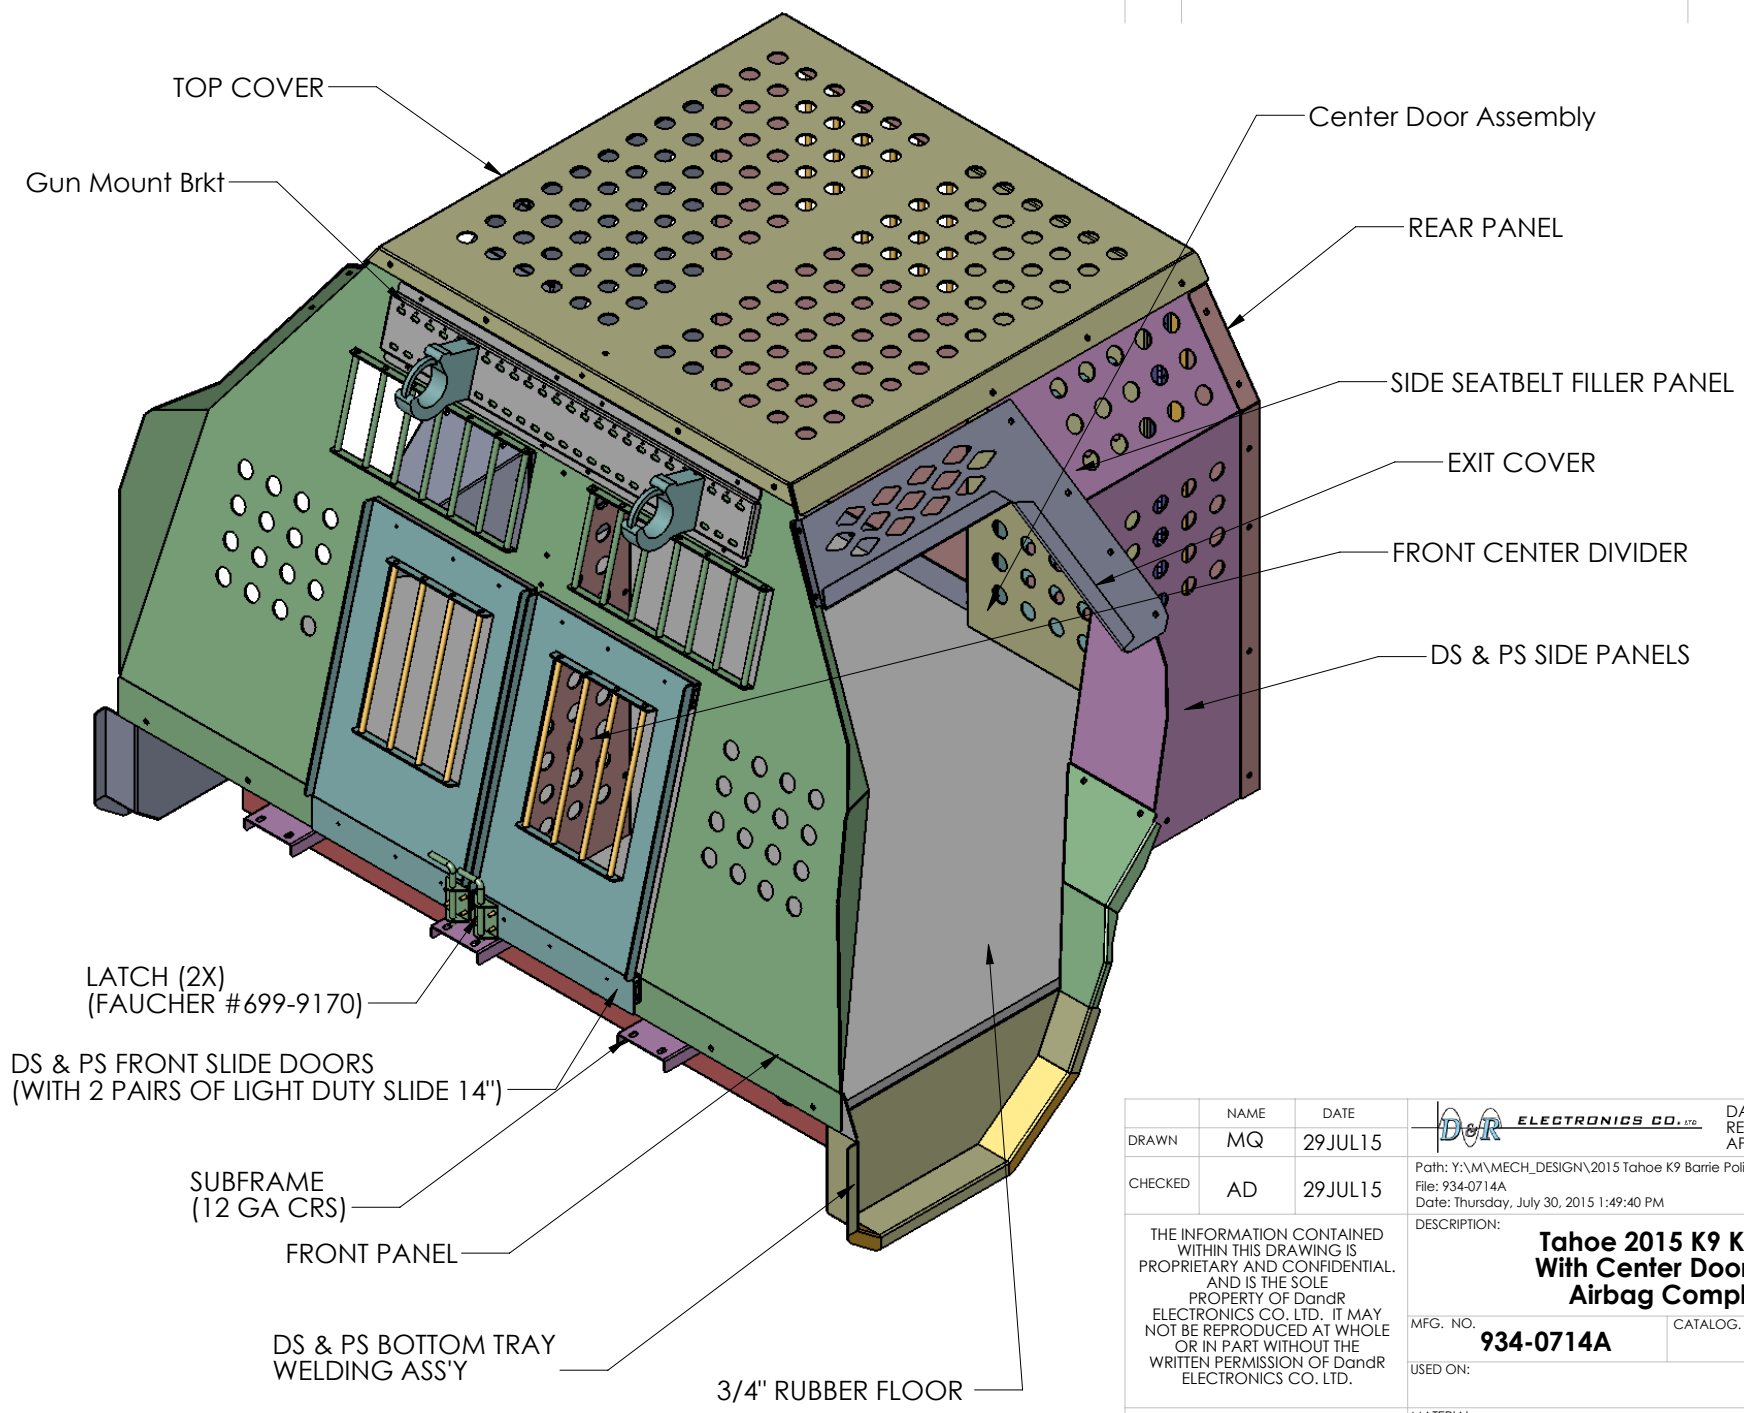 TOP COVER
Gun Mount Brkt
Center Door Assembly
REAR PANEL
SIDE SEATBELT FILLER PANEL
EXIT COVER
FRONT CENTER DIVIDER
DS & PS SIDE PANELS
LATCH (2X)
(FAUCHER #699-9170)
DS & PS FRONT SLIDE DOORS
(WITH 2 PAIRS OF LIGHT DUTY SLIDE 14")
SUBFRAME
(12 GA CRS)
FRONT PANEL
DS & PS BOTTOM TRAY
WELDING ASS'Y
3/4" RUBBER FLOOR
NAME DATE
DRAWN MQ 29JUL15
CHECKED AD 29JUL15
D&R ELECTRONICS CO. LTD
DA
RE
AP
Path: Y:\M\MECH_DESIGN\2015 Tahoe K9 Barrie Poli
File: 934-0714A
Date: Thursday, July 30, 2015 1:49:40 PM
THE INFORMATION CONTAINED
WITHIN THIS DRAWING IS
PROPRIETARY AND CONFIDENTIAL.
AND IS THE SOLE
PROPERTY OF DandR
ELECTRONICS CO. LTD. IT MAY
NOT BE REPRODUCED AT WHOLE
OR IN PART WITHOUT THE
WRITTEN PERMISSION OF DandR
ELECTRONICS CO. LTD.
DESCRIPTION:
Tahoe 2015 K9 K
With Center Door
Airbag Compl
MFG. NO.
934-0714A
CATALOG.
USED ON: